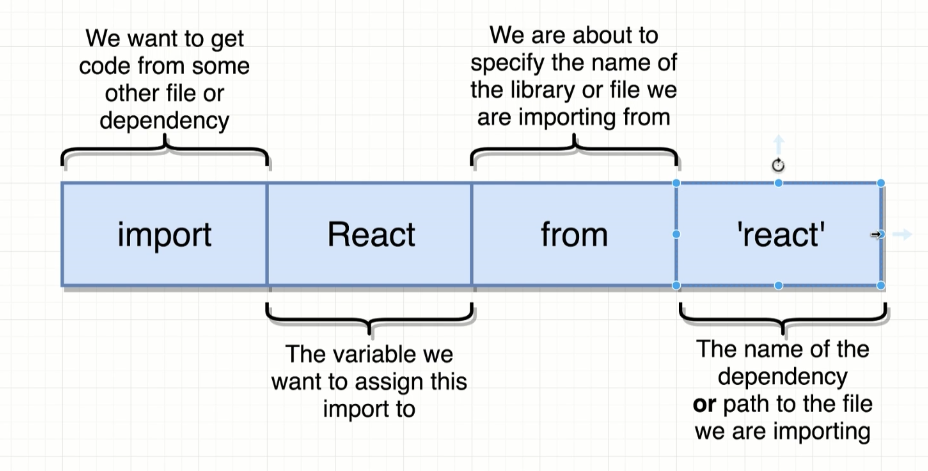 We want to get
code from some
other file or
dependency
We are about to
specify the name of
the library or file we
are importing from
import
React
from
'react'
The variable we
want to assign this
import to
The name of the
dependency
or path to the file
we are importing